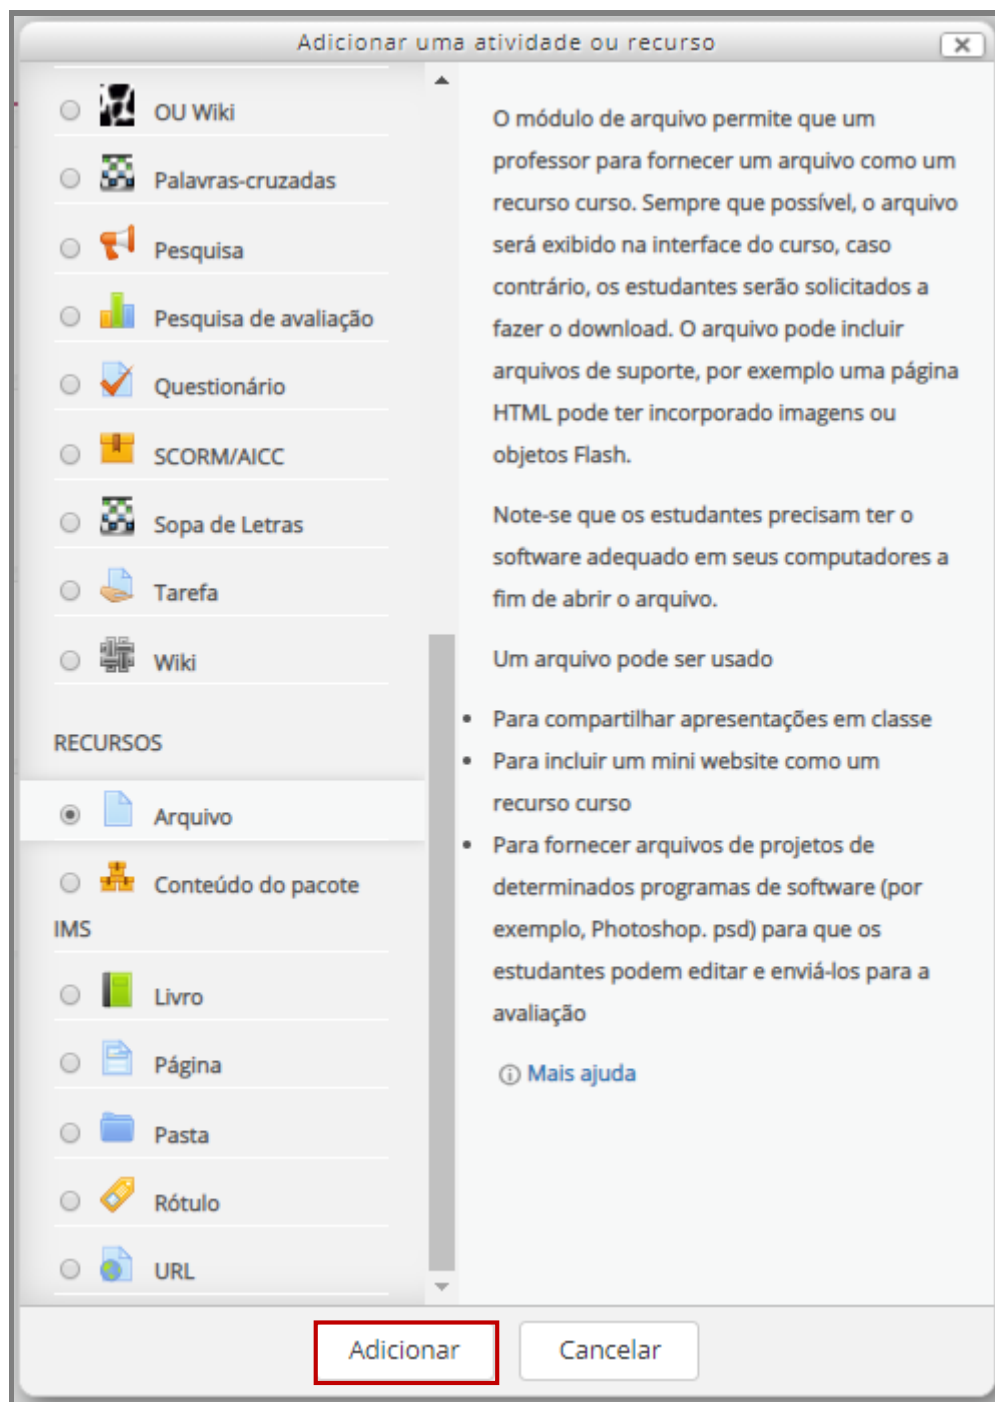 Adicionar uma atividade ou recurso
OU Wiki
Palavras-cruzadas
Pesquisa
Pesquisa de avaliação
Questionário
SCORM/AICC
Sopa de Letras
Tarefa
Wiki
RECURSOS
Arquivo
Conteúdo do pacote
IMS
Livro
Página
Pasta
Rótulo
URL
O módulo de arquivo permite que um
professor para fornecer um arquivo como um
recurso curso. Sempre que possível, o arquivo
será exibido na interface do curso, caso
contrário, os estudantes serão solicitados a
fazer o download. O arquivo pode incluir
arquivos de suporte, por exemplo uma página
HTML pode ter incorporado imagens ou
objetos Flash.
Note-se que os estudantes precisam ter o
software adequado em seus computadores a
fim de abrir o arquivo.
Um arquivo pode ser usado
• Para compartilhar apresentações em classe
• Para incluir um mini website como um
recurso curso
• Para fornecer arquivos de projetos de
determinados programas de software (por
exemplo, Photoshop. psd) para que os
estudantes podem editar e enviá-los para a
avaliação
Mais ajuda
Adicionar
Cancelar